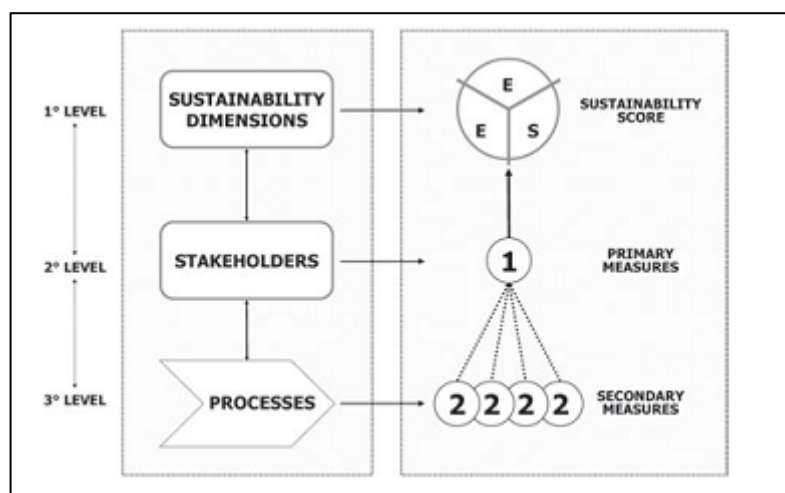 1° LEVEL
SUSTAINABILITY
DIMENSIONS
E
E
S
SUSTAINABILITY
SCORE
2° LEVEL
STAKEHOLDERS
1
PRIMARY
MEASURES
3° LEVEL
PROCESSES
2 2 2 2
SECONDARY
MEASURES